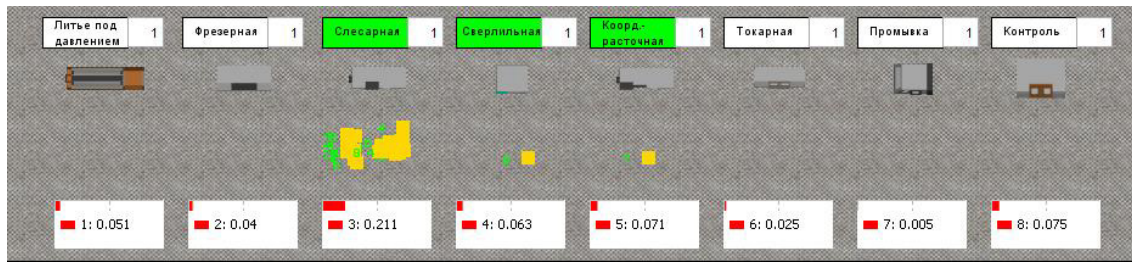 Литье под
давлением 1
Фрезерная 1
Слесарная 1
Сверлильная 1
Коорд.-
расточная 1
Токарная 1
Промывка 1
Контроль 1
1: 0.051
2: 0.04
3: 0.211
4: 0.063
5: 0.071
6: 0.025
7: 0.005
8: 0.075